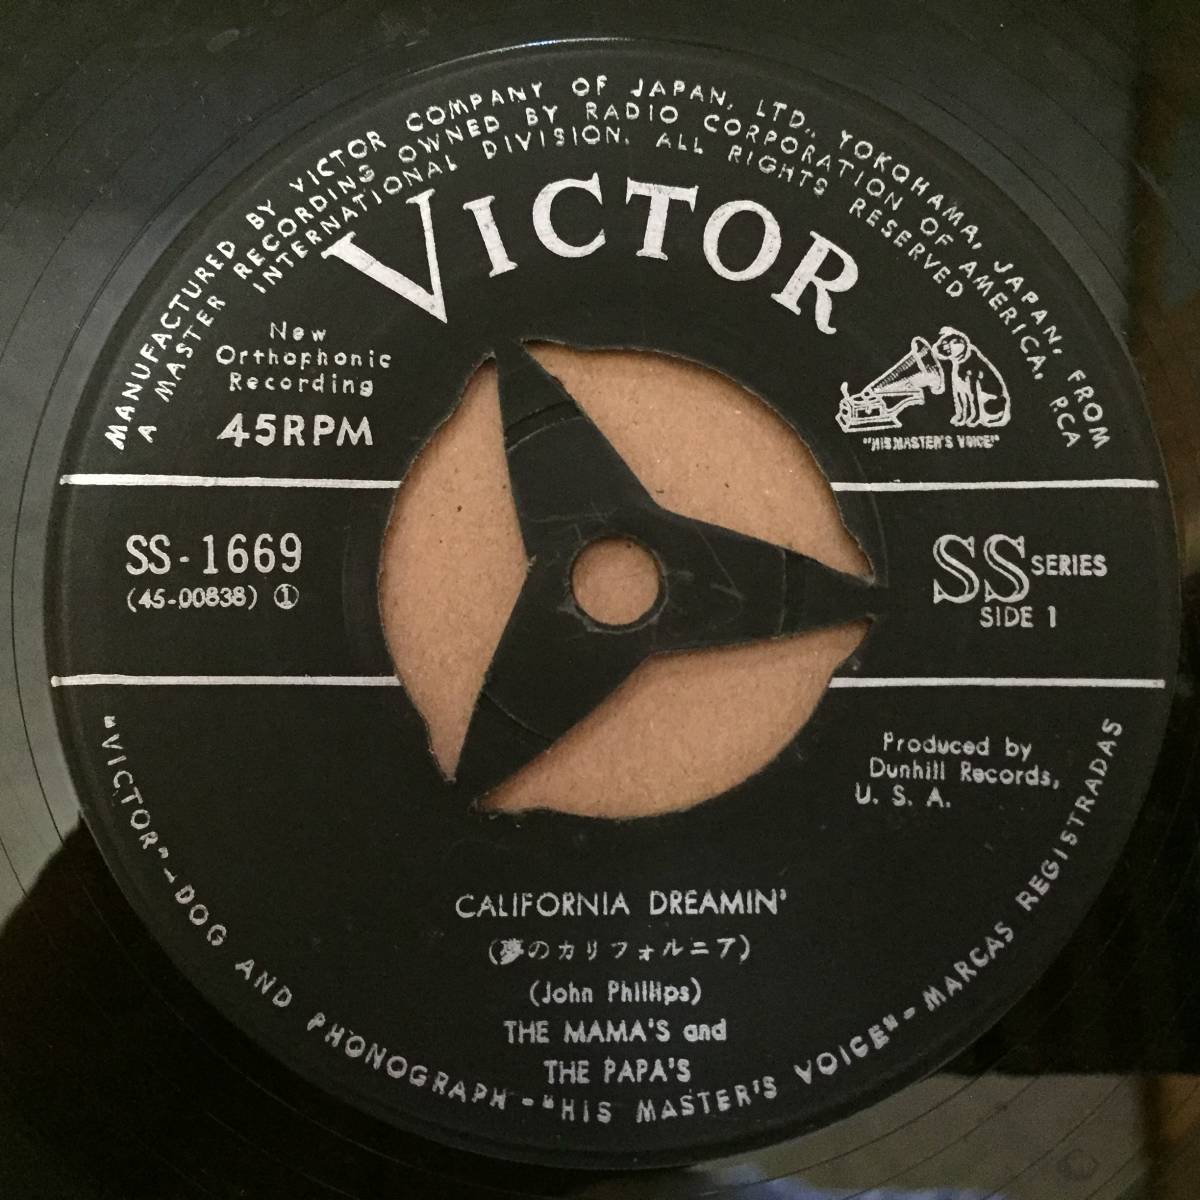 MANUFACTURED BY VICTOR COMPANY OF JAPAN, LTD., YOKOHAMA, JAPAN, FROM
A MASTER RECORDING OWNED BY RADIO CORPORATION OF AMERICA, RCA
INTERNATIONAL DIVISION. ALL RIGHTS RESERVED
VICTOR
New
Orthophonic
Recording
45RPM
"HIS MASTER'S VOICE"
SS-1669
(45-00838) ①
SS SERIES
SIDE 1
Produced by
Dunhill Records,
U. S. A.
CALIFORNIA DREAMIN'
(夢のカリフォルニア)
(John Phillips)
THE MAMA'S and
THE PAPA'S
"VICTOR"-DOG AND PHONOGRAPH-"HIS MASTER'S VOICE"-MARCAS REGISTRADAS